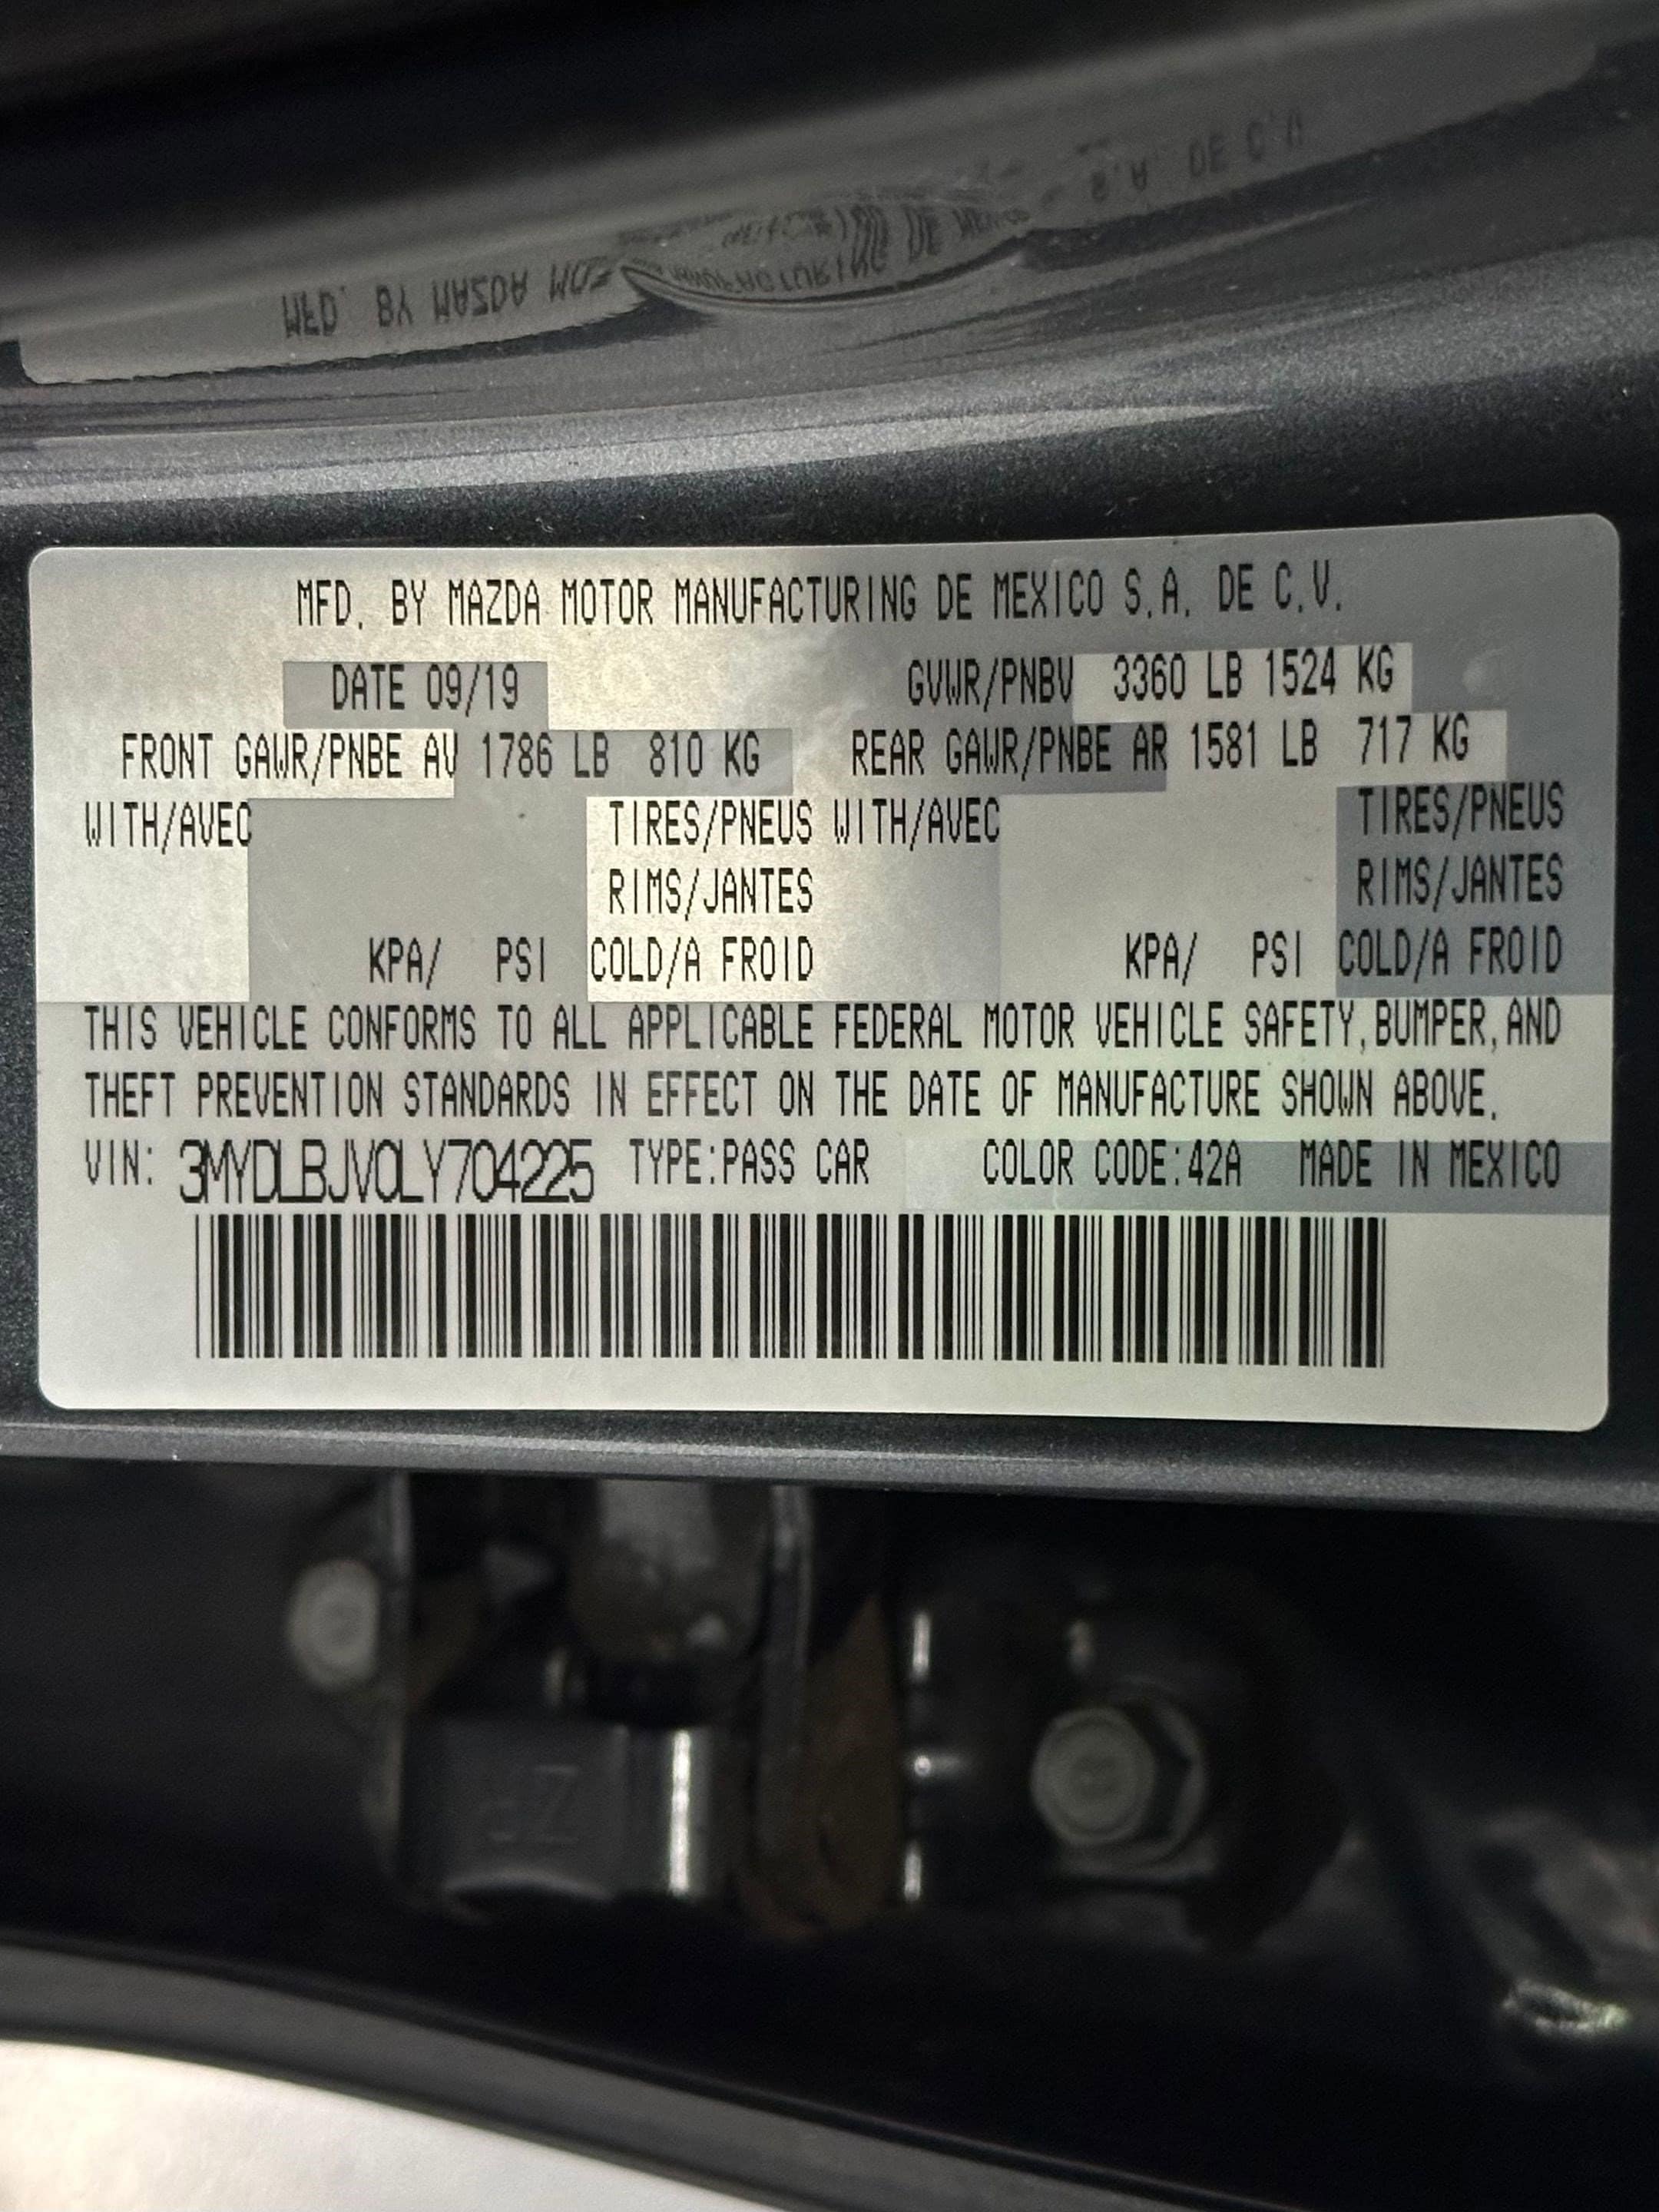 MFD. BY MAZDA MOTOR MANUFACTURING DE MEXICO S.A. DE C.V.
DATE 09/19 GVWR/PNBV 3360 LB 1524 KG
FRONT GAWR/PNBE AV 1786 LB 810 KG REAR GAWR/PNBE AR 1581 LB 717 KG
WITH/AVEC TIRES/PNEUS WITH/AVEC TIRES/PNEUS
RIMS/JANTES RIMS/JANTES
KPA/ PSI COLD/A FROID KPA/ PSI COLD/A FROID
THIS VEHICLE CONFORMS TO ALL APPLICABLE FEDERAL MOTOR VEHICLE SAFETY, BUMPER, AND
THEFT PREVENTION STANDARDS IN EFFECT ON THE DATE OF MANUFACTURE SHOWN ABOVE.
VIN: 3MYDLBJV0LY704225 TYPE:PASS CAR COLOR CODE:42A MADE IN MEXICO